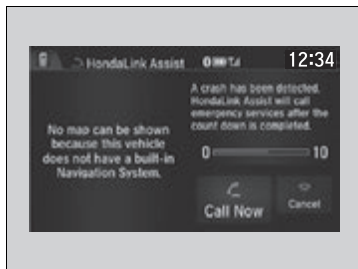 HondaLink Assist
12:34
A crash has been detected.
HondaLink Assist will call
emergency services after the
count down is completed.
No map can be shown
because this vehicle
does not have a built-in
Navigation System.
0
10
Call Now
Cancel